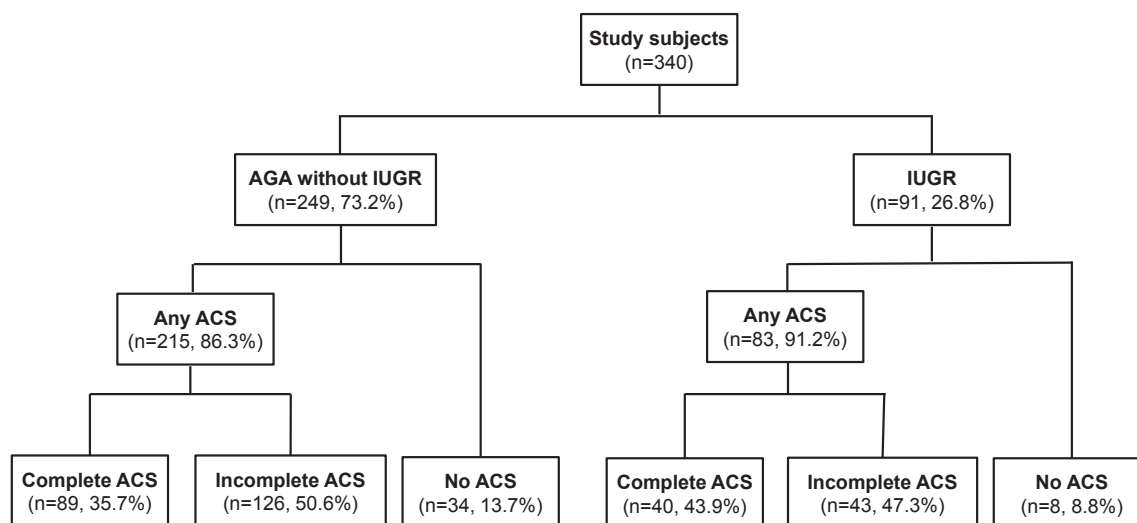 Study subjects
(n=340)
AGA without IUGR
(n=249, 73.2%)
IUGR
(n=91, 26.8%)
Any ACS
(n=215, 86.3%)
Any ACS
(n=83, 91.2%)
Complete ACS
(n=89, 35.7%)
Incomplete ACS
(n=126, 50.6%)
No ACS
(n=34, 13.7%)
Complete ACS
(n=40, 43.9%)
Incomplete ACS
(n=43, 47.3%)
No ACS
(n=8, 8.8%)